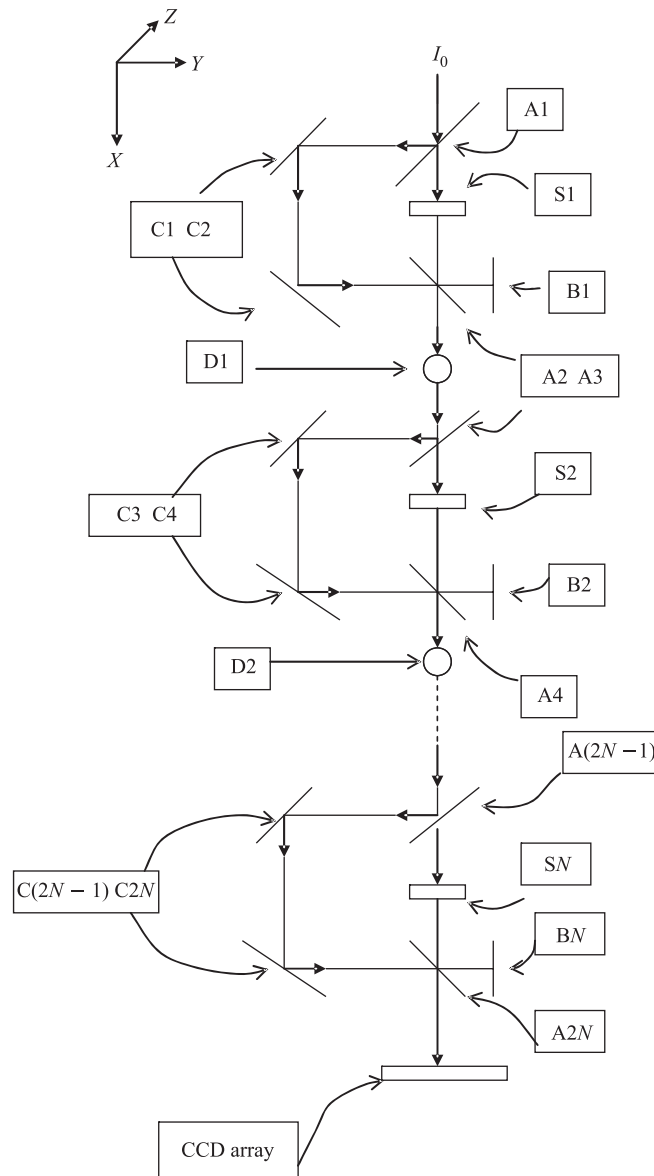 Z
Y
X
I0
A1
S1
C1 C2
B1
D1
A2 A3
S2
C3 C4
B2
D2
A4
A(2N−1)
SN
C(2N − 1) C2N
BN
A2N
CCD array